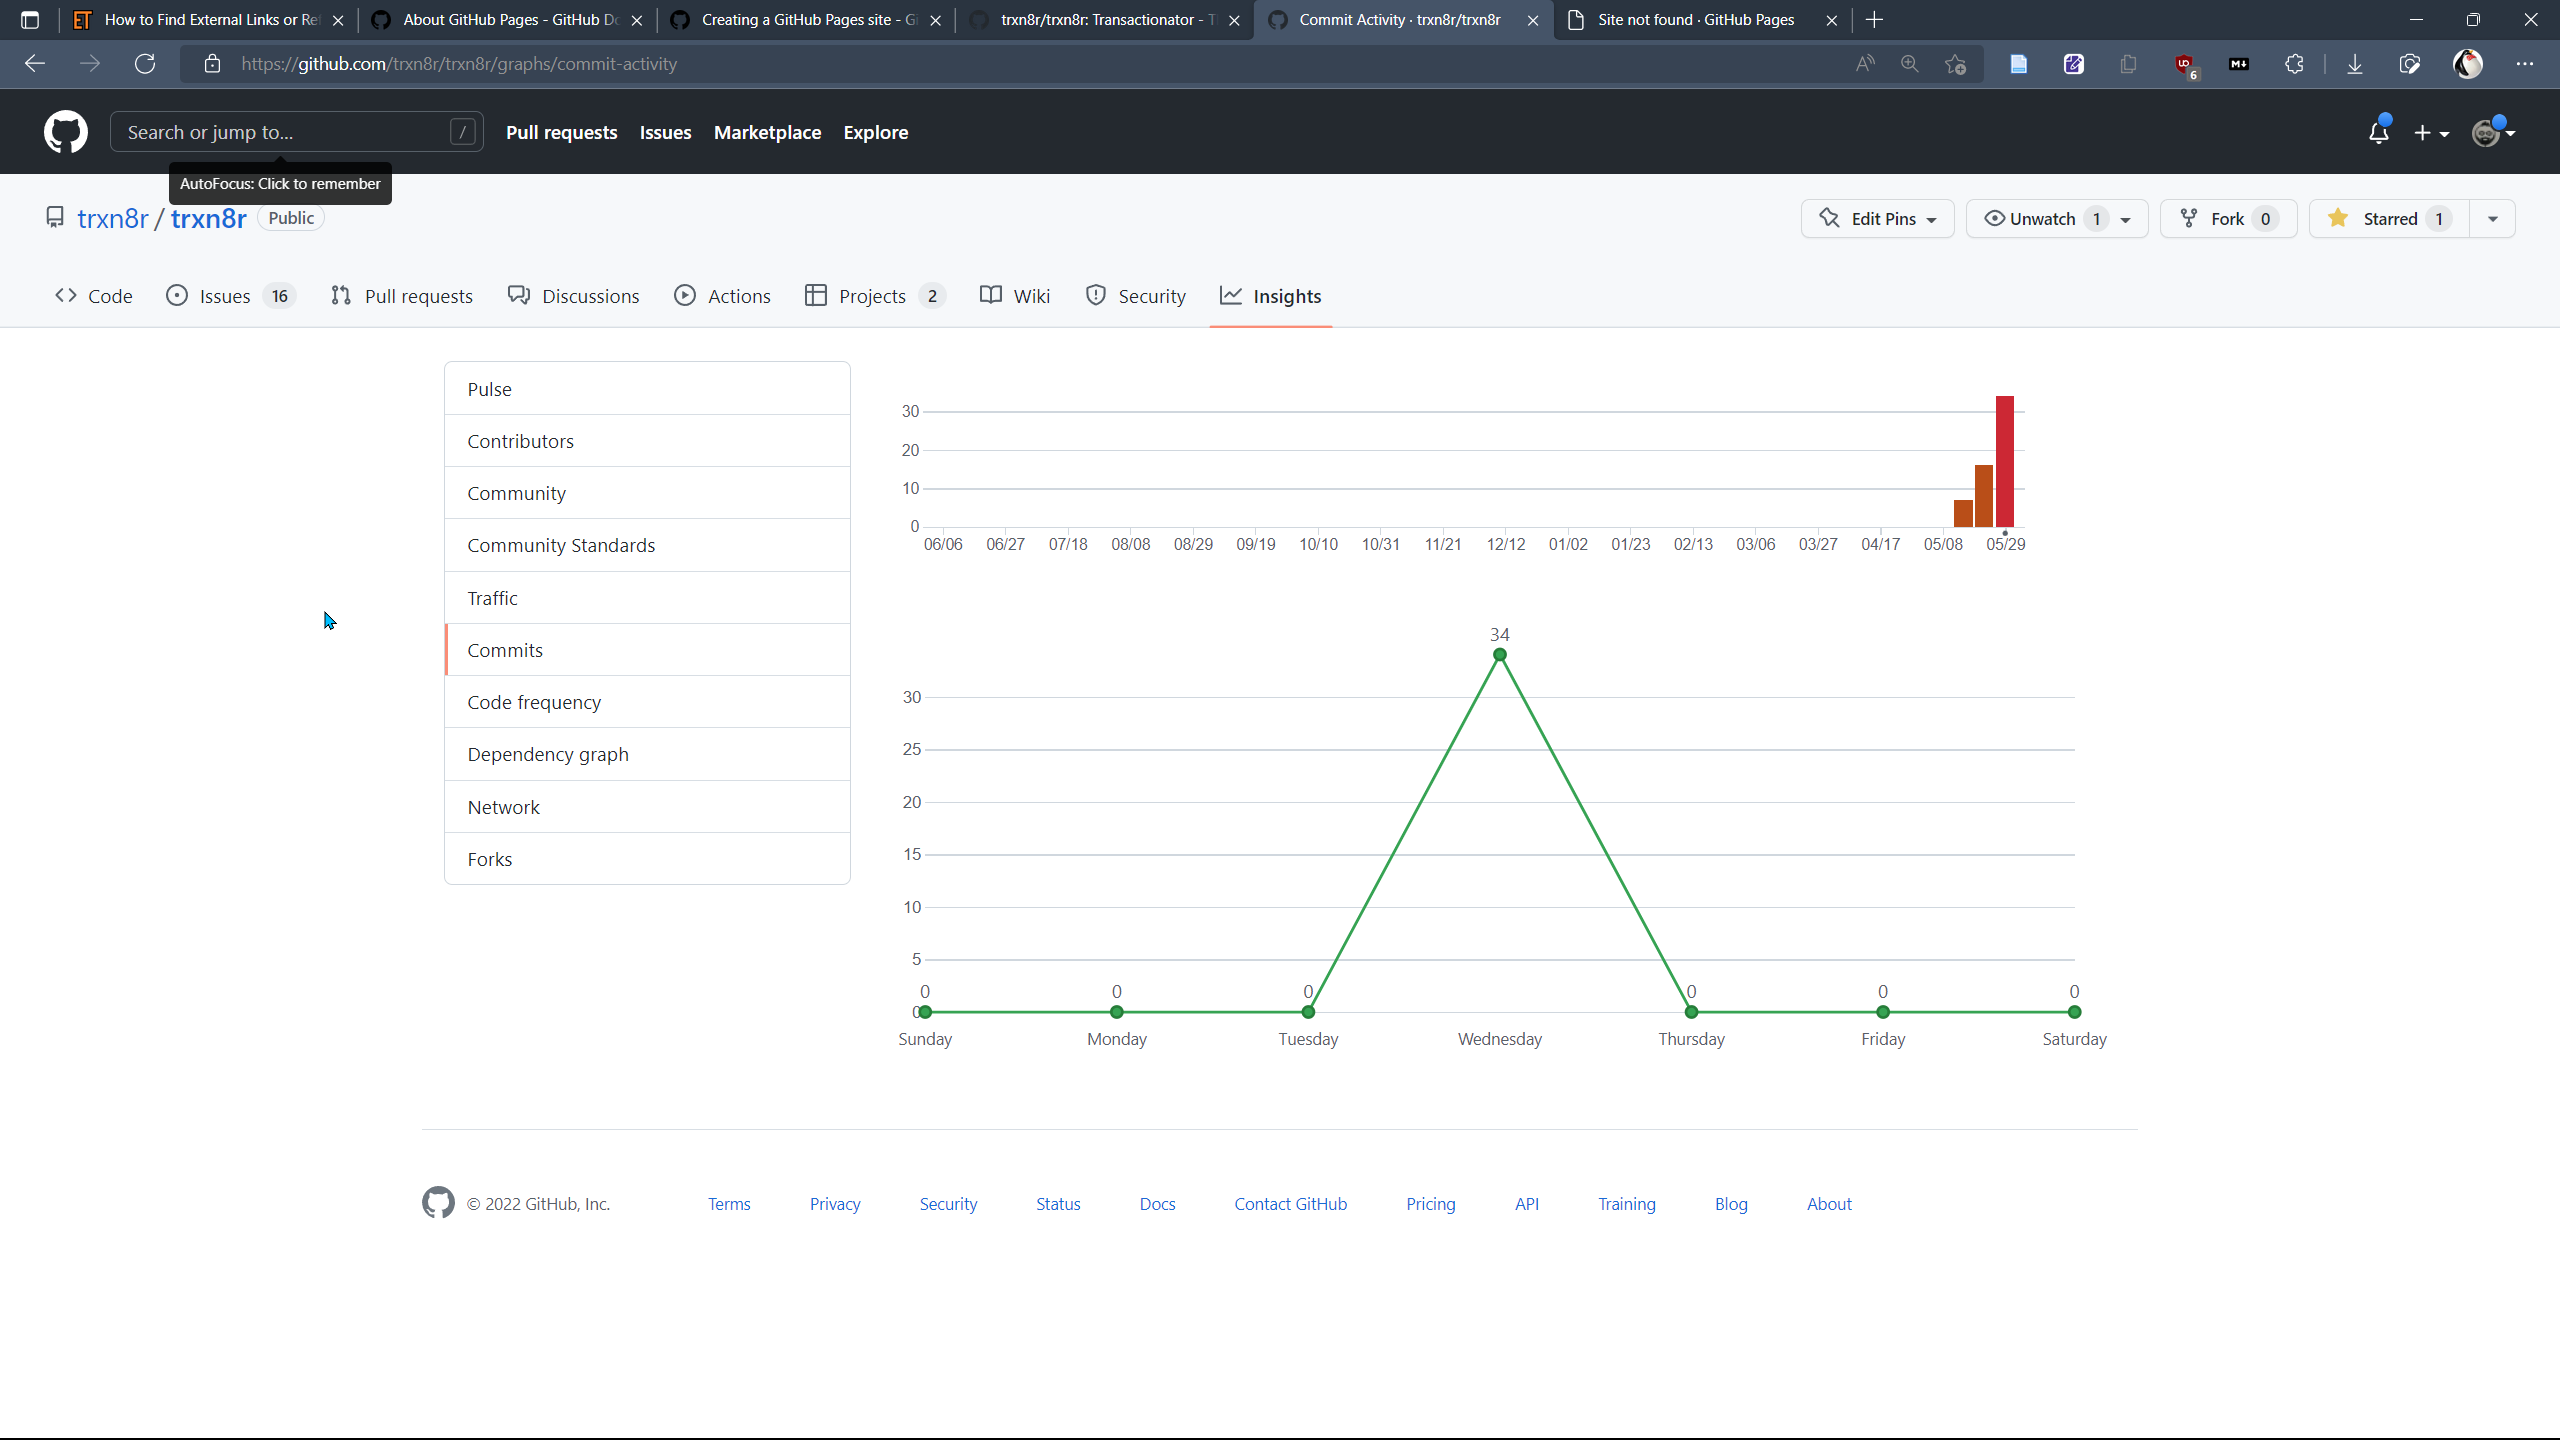 How to Find External Links or Re
About GitHub Pages - GitHub Do
Creating a GitHub Pages site - Gi
trxn8r/trxn8r: Transactionator - T
Commit Activity · trxn8r/trxn8r
Site not found · GitHub Pages
https://github.com/trxn8r/trxn8r/graphs/commit-activity
6
Search or jump to...
/
Pull requests
Issues
Marketplace
Explore
AutoFocus: Click to remember
trxn8r / trxn8r
Public
Edit Pins
Unwatch 1
Fork 0
Starred 1
Code
Issues 16
Pull requests
Discussions
Actions
Projects 2
Wiki
Security
Insights
Pulse
Contributors
Community
Community Standards
Traffic
Commits
Code frequency
Dependency graph
Network
Forks
30
20
10
0
06/06 06/27 07/18 08/08 08/29 09/19 10/10 10/31 11/21 12/12 01/02 01/23 02/13 03/06 03/27 04/17 05/08 05/29
34
30
25
20
15
10
5
0 0 0 0 0 0
0
Sunday Monday Tuesday Wednesday Thursday Friday Saturday
© 2022 GitHub, Inc.
Terms
Privacy
Security
Status
Docs
Contact GitHub
Pricing
API
Training
Blog
About